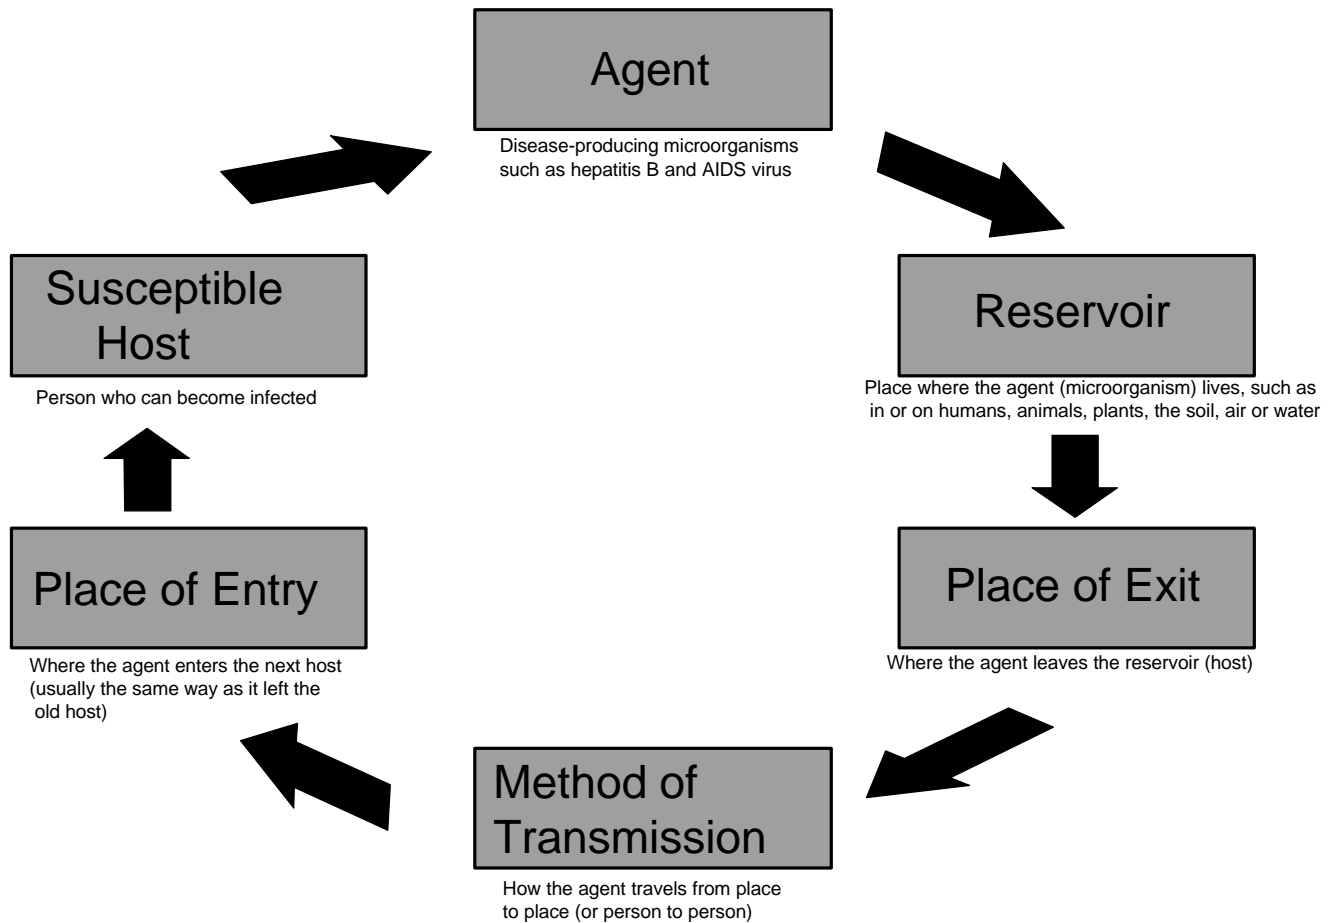 Agent
Disease-producing microorganisms
such as hepatitis B and AIDS virus
Reservoir
Place where the agent (microorganism) lives, such as
in or on humans, animals, plants, the soil, air or water
Place of Exit
Where the agent leaves the reservoir (host)
Method of
Transmission
How the agent travels from place
to place (or person to person)
Place of Entry
Where the agent enters the next host
(usually the same way as it left the
old host)
Susceptible
Host
Person who can become infected